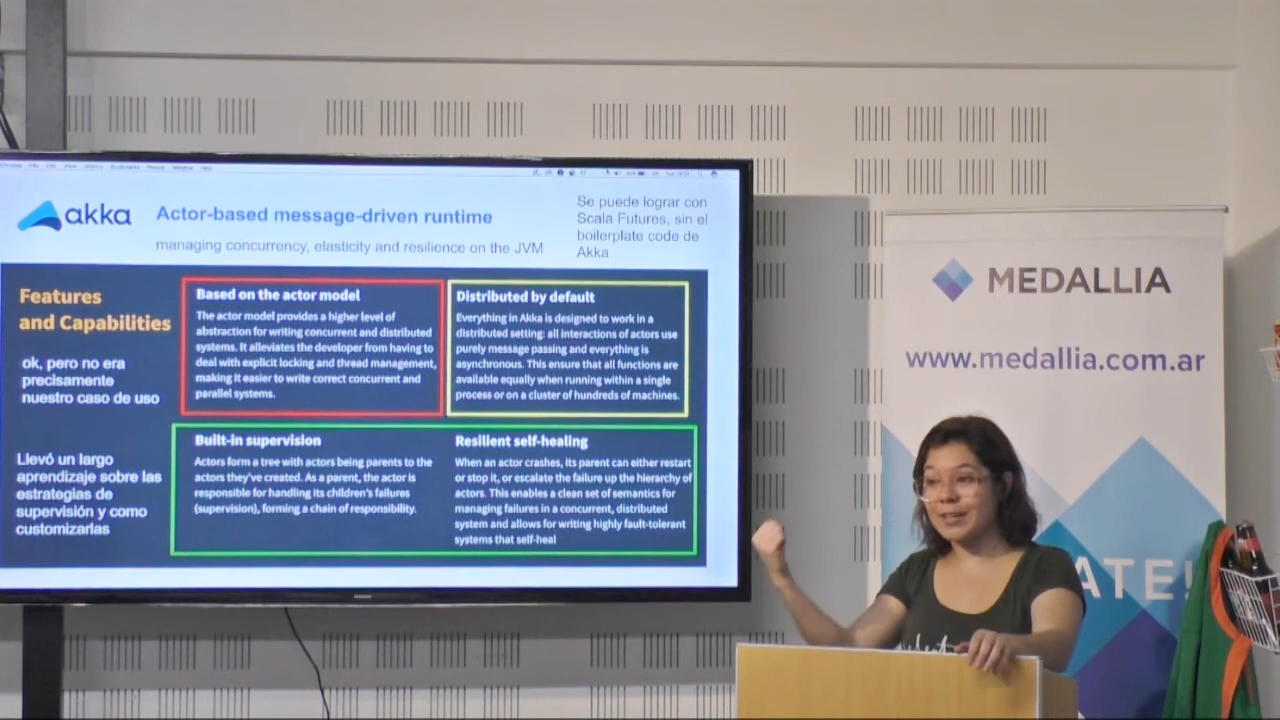 akka
Actor-based message-driven runtime
managing concurrency, elasticity and resilience on the JVM
Se puede lograr con
Scala Futures, sin el
boilerplate code de
Akka
Features
and Capabilities
ok, pero no era
precisamente
nuestro caso de uso
Llevó un largo
aprendizaje sobre las
estrategias de
supervisión y como
customizarlas
Based on the actor model
The actor model provides a higher level of
abstraction for writing concurrent and distributed
systems. It alleviates the developer from having to
deal with explicit locking and thread management,
making it easier to write correct concurrent and
parallel systems.
Distributed by default
Everything in Akka is designed to work in a
distributed setting: all interactions of actors use
purely message passing and everything is
asynchronous. This ensure that all functions are
available equally when running within a single
process or on a cluster of hundreds of machines.
Built-in supervision
Actors form a tree with actors being parents to the
actors they've created. As a parent, the actor is
responsible for handling its children's failures
(supervision), forming a chain of responsibility.
Resilient self-healing
When an actor crashes, its parent can either restart
or stop it, or escalate the failure up the hierarchy of
actors. This enables a clean set of semantics for
managing failures in a concurrent, distributed
system and allows for writing highly fault-tolerant
systems that self-heal
MEDALLIA
www.medallia.com.ar
ATE!